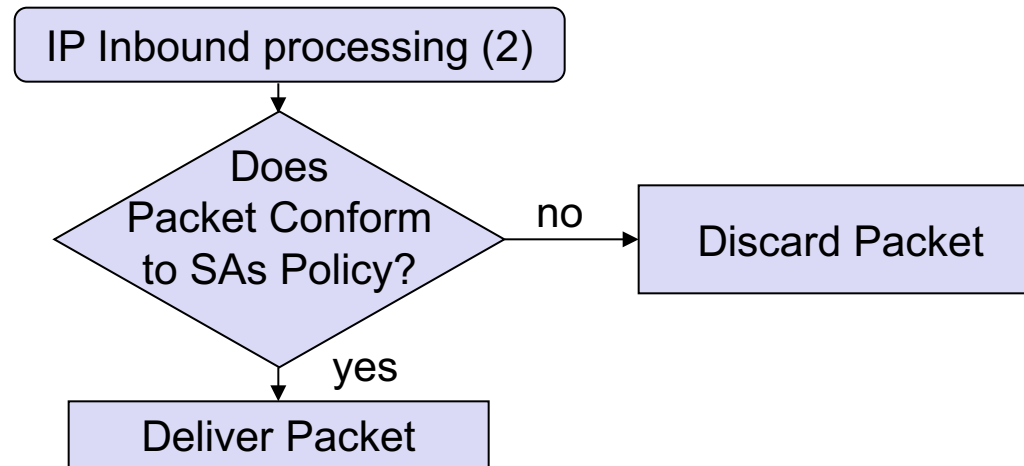 IP Inbound processing (2)
Does
Packet Conform
to SAs Policy?
no
Discard Packet
yes
Deliver Packet